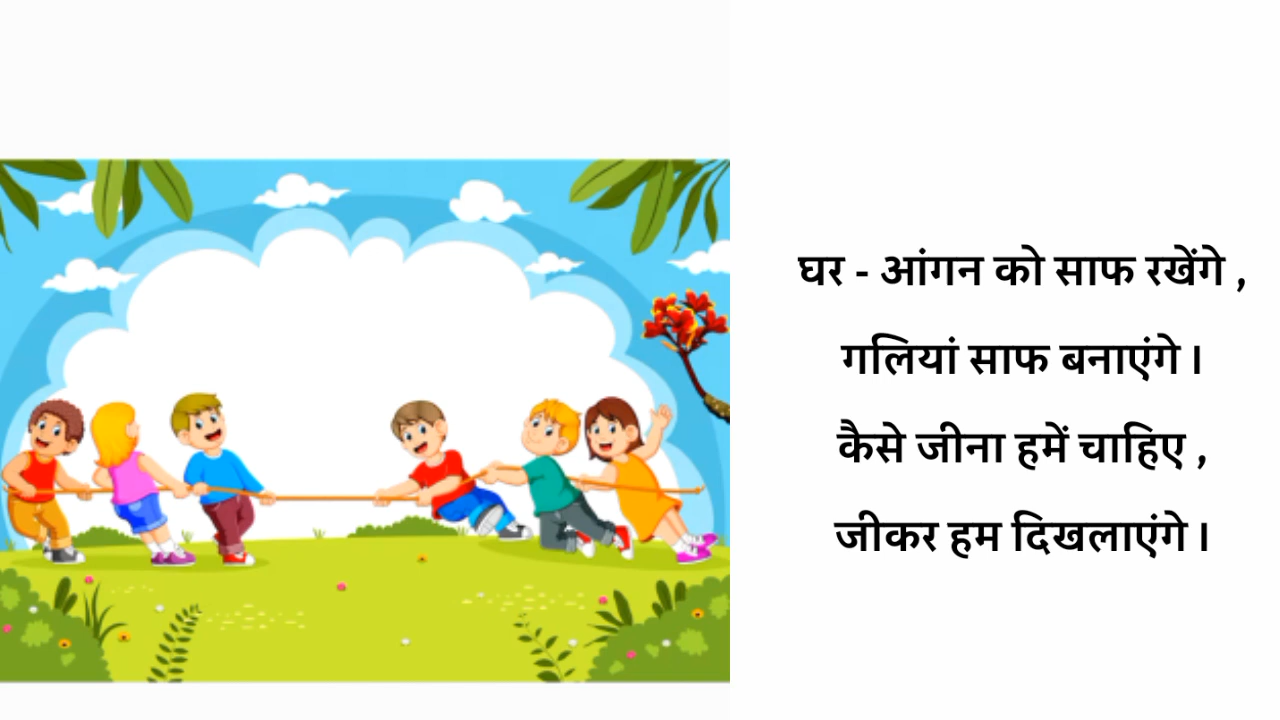 घर - आंगन को साफ रखेंगे ,
गलियां साफ बनाएंगे ।
कैसे जीना हमें चाहिए ,
जीकर हम दिखलाएंगे ।